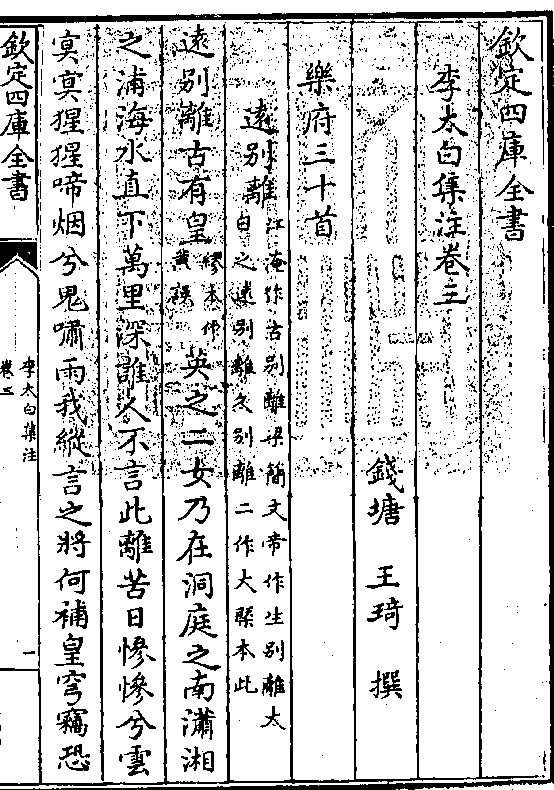 欽定四庫全書
李太白集注卷三
錢塘 王琦 撰
樂府三十首
遠别離江淹作古别離梁簡文帝作生别離太白之遠别離久别離二作大槩本此
遠别離古有皇繆本作黄誤英之二女乃在洞庭之南瀟湘
之浦海水直下萬里深誰人不言此離苦日慘慘兮雲
㝠㝠猩猩啼烟兮鬼嘯雨我縱言之將何補皇穹竊恐
欽定四庫全書
李太白集注
卷三
一